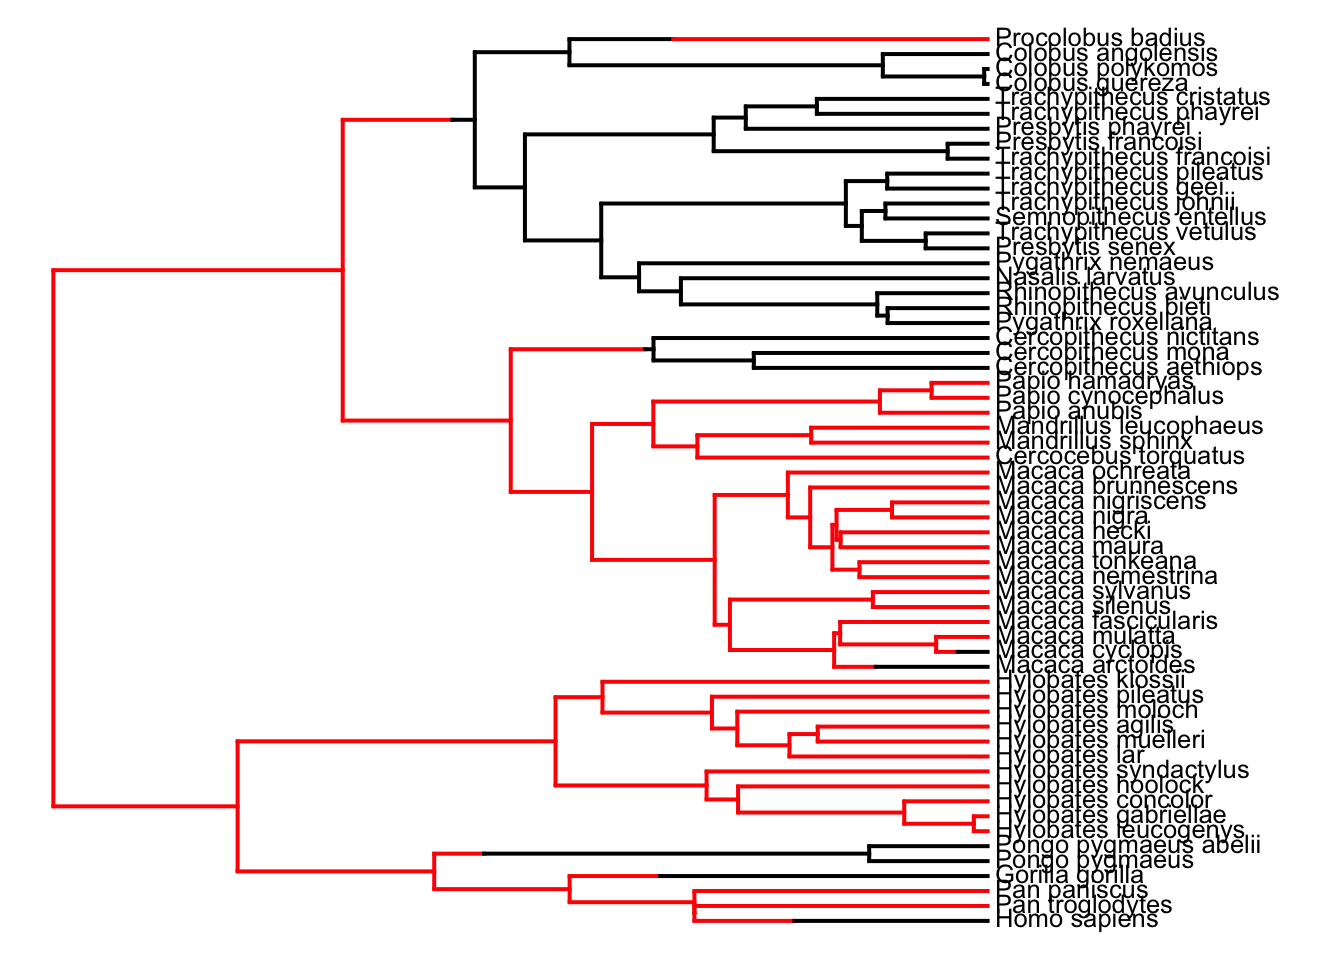 Procolobus badius
Colobus angolensis
Colobus polykomos
Colobus guereza
Trachypithecus cristatus
Trachypithecus phayrei
Presbytis phayrei
Presbytis francoisi
Trachypithecus francoisi
Trachypithecus pileatus
Trachypithecus geei
Trachypithecus johnii
Semnopithecus entellus
Trachypithecus vetulus
Presbytis senex
Pygathrix nemaeus
Nasalis larvatus
Rhinopithecus avunculus
Rhinopithecus bieti
Pygathrix roxellana
Cercopithecus nictitans
Cercopithecus mona
Cercopithecus aethiops
Papio hamadryas
Papio cynocephalus
Papio anubis
Mandrillus leucophaeus
Mandrillus sphinx
Cercocebus torquatus
Macaca ochreata
Macaca brunnescens
Macaca nigriscens
Macaca nigra
Macaca hecki
Macaca maura
Macaca tonkeana
Macaca nemestrina
Macaca sylvanus
Macaca silenus
Macaca fascicularis
Macaca mulatta
Macaca cyclopis
Macaca arctoides
Hylobates klossii
Hylobates pileatus
Hylobates moloch
Hylobates agilis
Hylobates muelleri
Hylobates lar
Hylobates syndactylus
Hylobates hoolock
Hylobates concolor
Hylobates gabriellae
Hylobates leucogenys
Pongo pygmaeus abelii
Pongo pygmaeus
Gorilla gorilla
Pan paniscus
Pan troglodytes
Homo sapiens